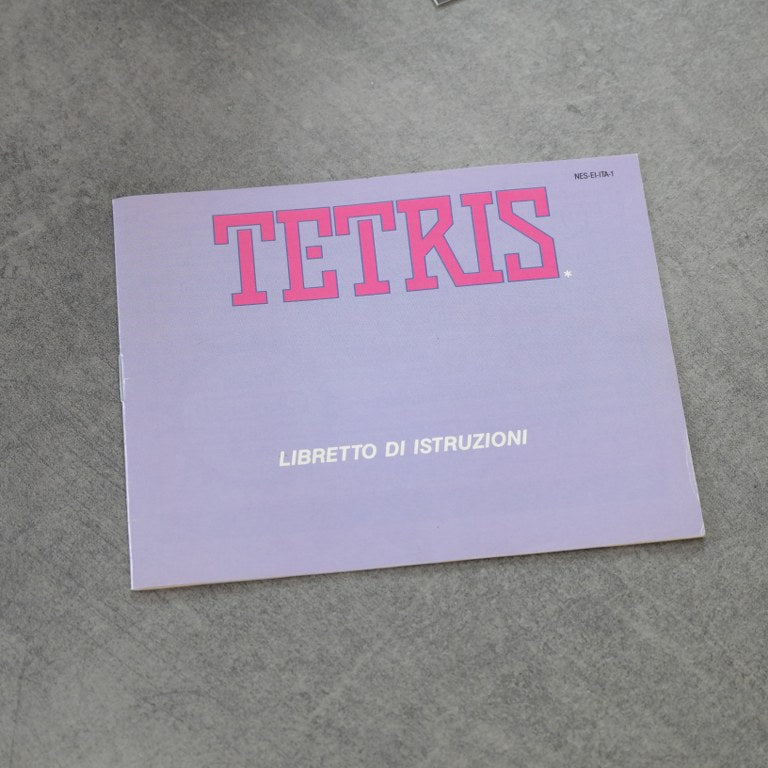 NES-EI-ITA-1
TETRIS*
LIBRETTO DI ISTRUZIONI